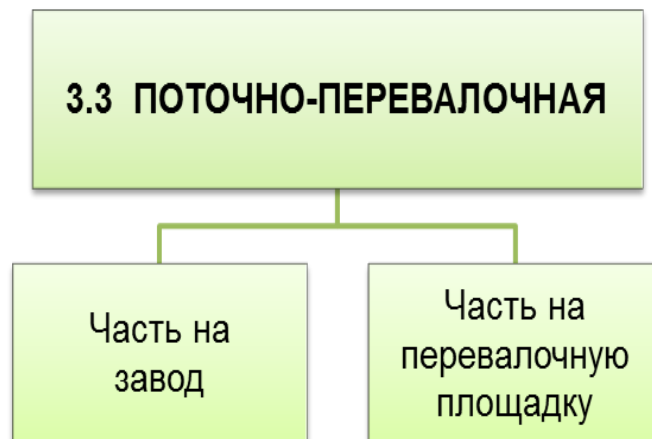 3.3 ПОТОЧНО-ПЕРЕВАЛОЧНАЯ
Часть на
завод
Часть на
перевалочную
площадку